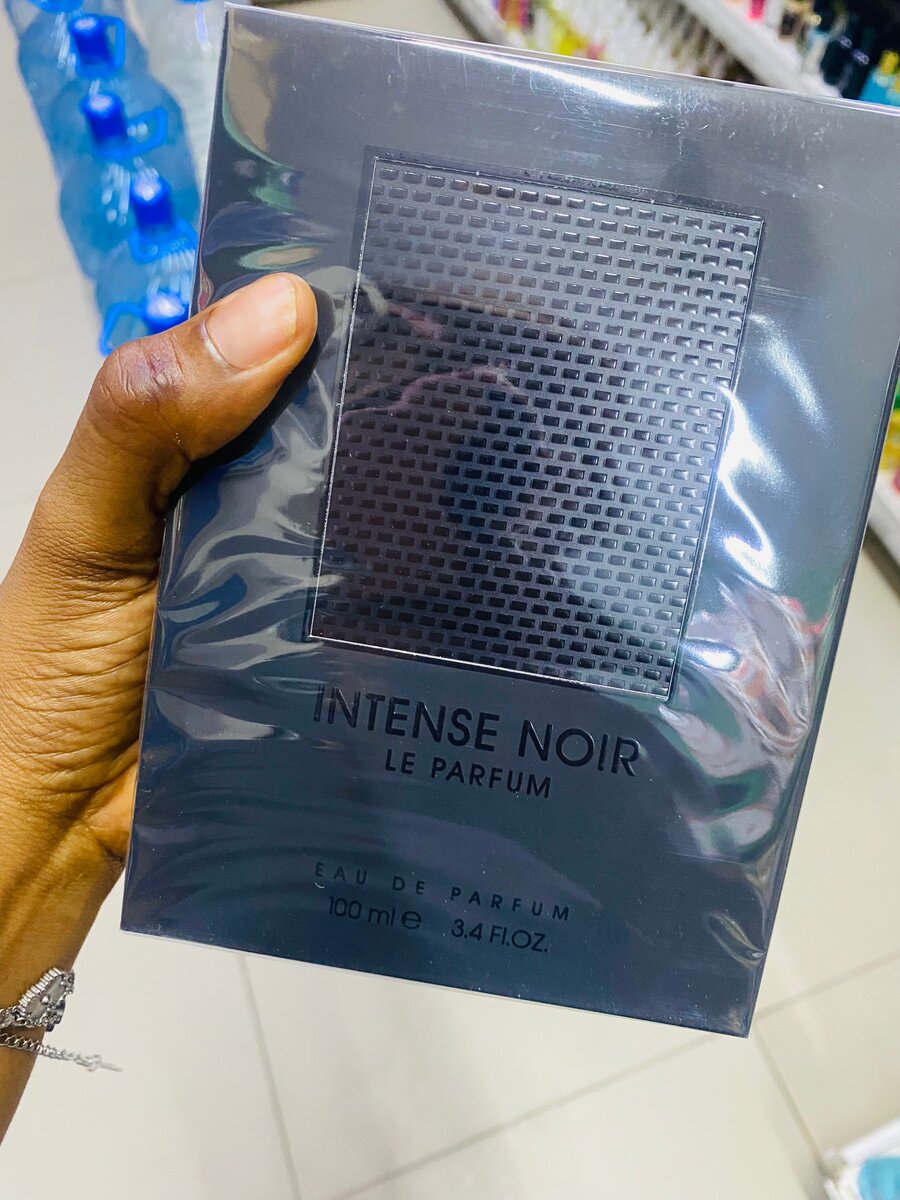 INTENSE NOIR
LE PARFUM
EAU DE PARFUM
100 ml ℮ 3.4 Fl.OZ.